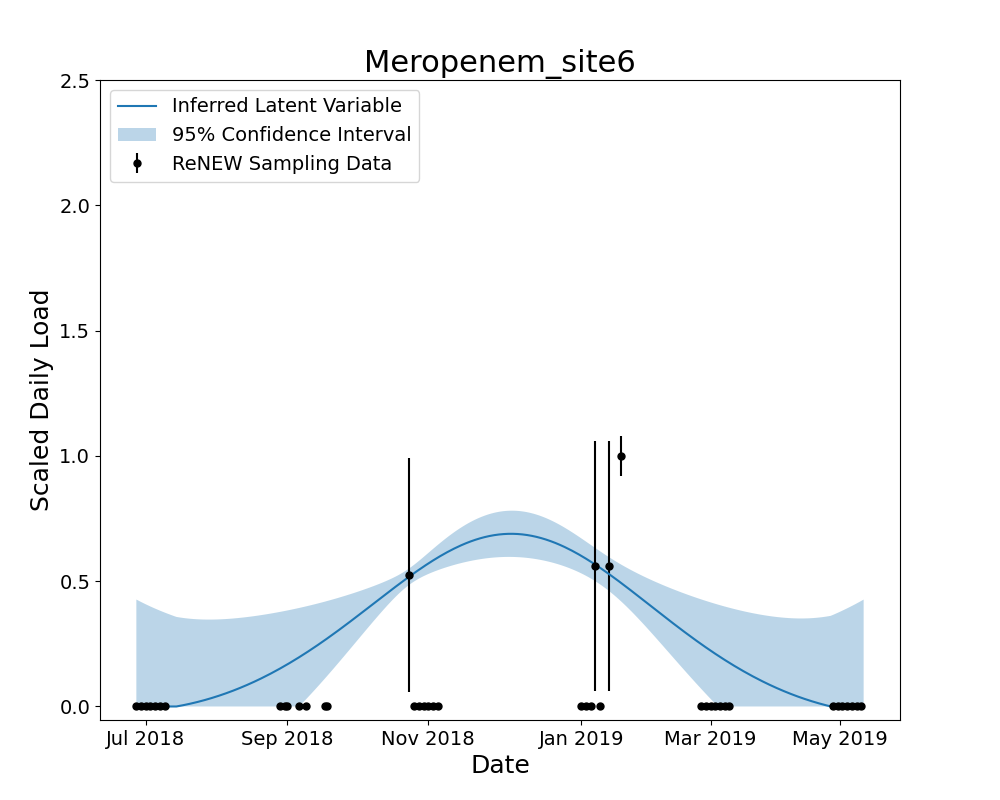 Meropenem_site6
2.5
Inferred Latent Variable
95% Confidence Interval
ReNEW Sampling Data
2.0
1.5
1.0
0.5
0.0
Scaled Daily Load
Jul 2018 Sep 2018 Nov 2018 Jan 2019 Mar 2019 May 2019
Date